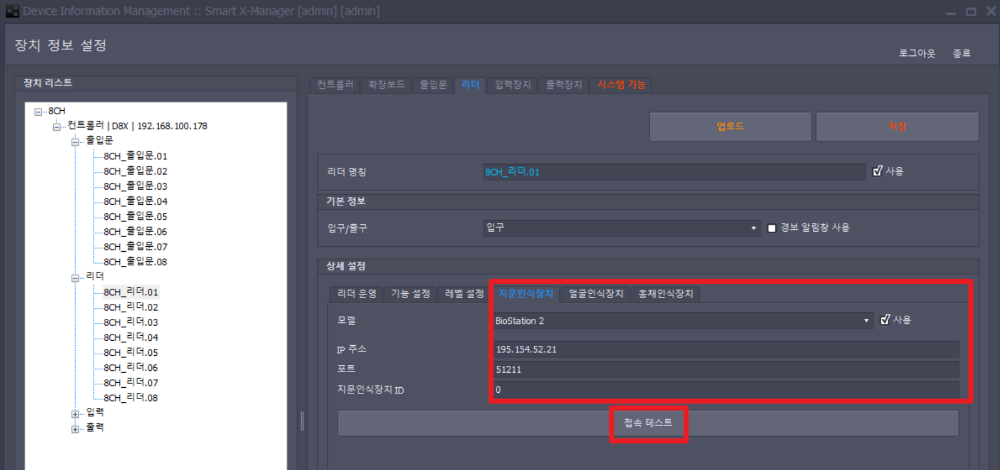 Device Information Management :: Smart X-Manager [admin] [admin]
장치 정보 설정
로그아웃 종료
장치 리스트
8CH
컨트롤러 | D8X | 192.168.100.178
출입문
8CH_출입문.01
8CH_출입문.02
8CH_출입문.03
8CH_출입문.04
8CH_출입문.05
8CH_출입문.06
8CH_출입문.07
8CH_출입문.08
리더
8CH_리더.01
8CH_리더.02
8CH_리더.03
8CH_리더.04
8CH_리더.05
8CH_리더.06
8CH_리더.07
8CH_리더.08
입력
출력
컨트롤러 확장보드 출입문 리더 입력장치 출력장치 시스템 기능
업로드 저장
리더 명칭 8CH_리더.01 사용
기본 정보
입구/출구 입구 경보 알림창 사용
상세 설정
리더 운영 기능 설정 레벨 설정 지문인식장치 얼굴인식장치 홍채인식장치
모델 BioStation 2 사용
IP 주소 195.154.52.21
포트 51211
지문인식장치 ID 0
접속 테스트